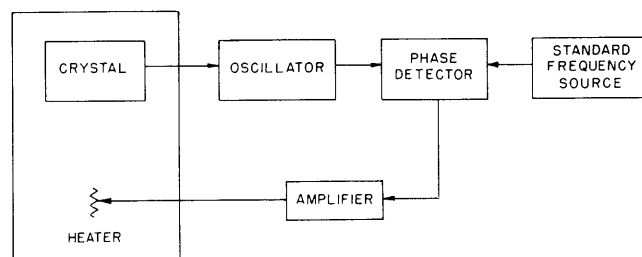 CRYSTAL
OSCILLATOR
PHASE
DETECTOR
STANDARD
FREQUENCY
SOURCE
AMPLIFIER
HEATER